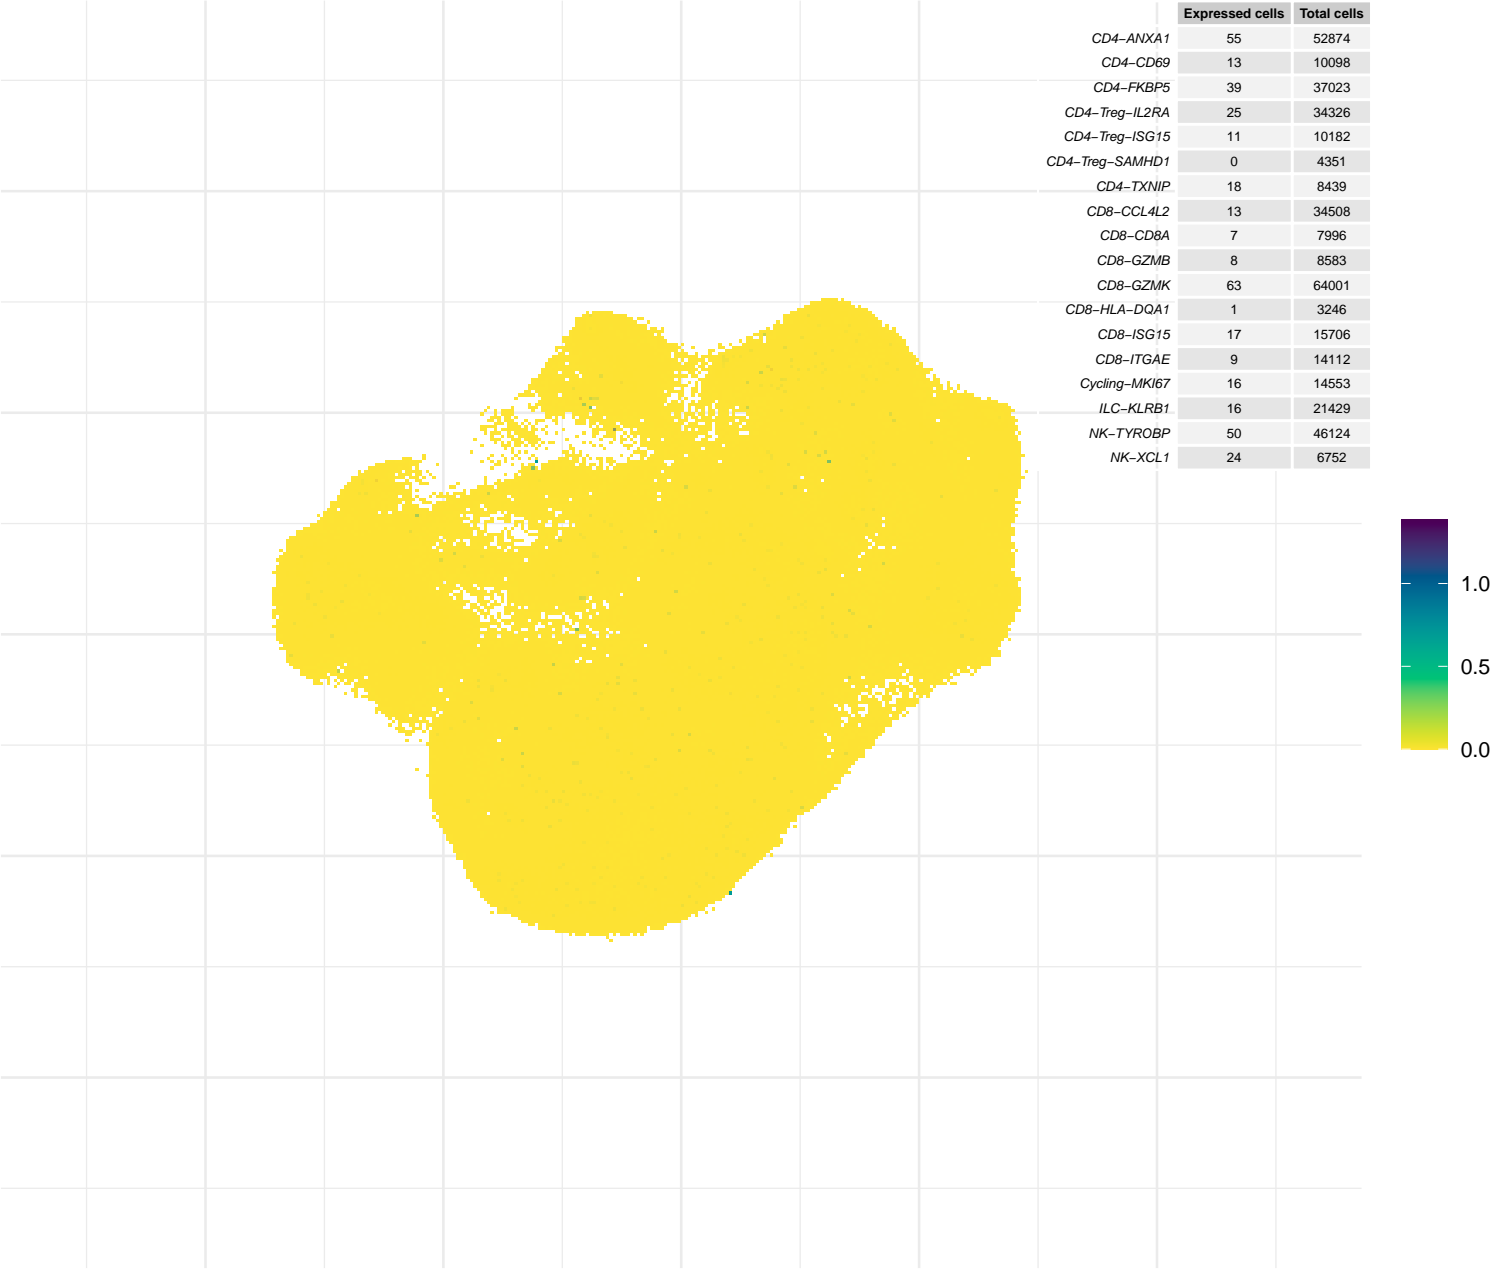 Expressed cells Total cells
CD4−ANXA1 55 52874
CD4−CD69 13 10098
CD4−FKBP5 39 37023
CD4−Treg−IL2RA 25 34326
CD4−Treg−ISG15 11 10182
CD4−Treg−SAMHD1 0 4351
CD4−TXNIP 18 8439
CD8−CCL4L2 13 34508
CD8−CD8A 7 7996
CD8−GZMB 8 8583
CD8−GZMK 63 64001
CD8−HLA−DQA1 1 3246
CD8−ISG15 17 15706
CD8−ITGAE 9 14112
Cycling−MKI67 16 14553
ILC−KLRB1 16 21429
NK−TYROBP 50 46124
NK−XCL1 24 6752
1.0
0.5
0.0